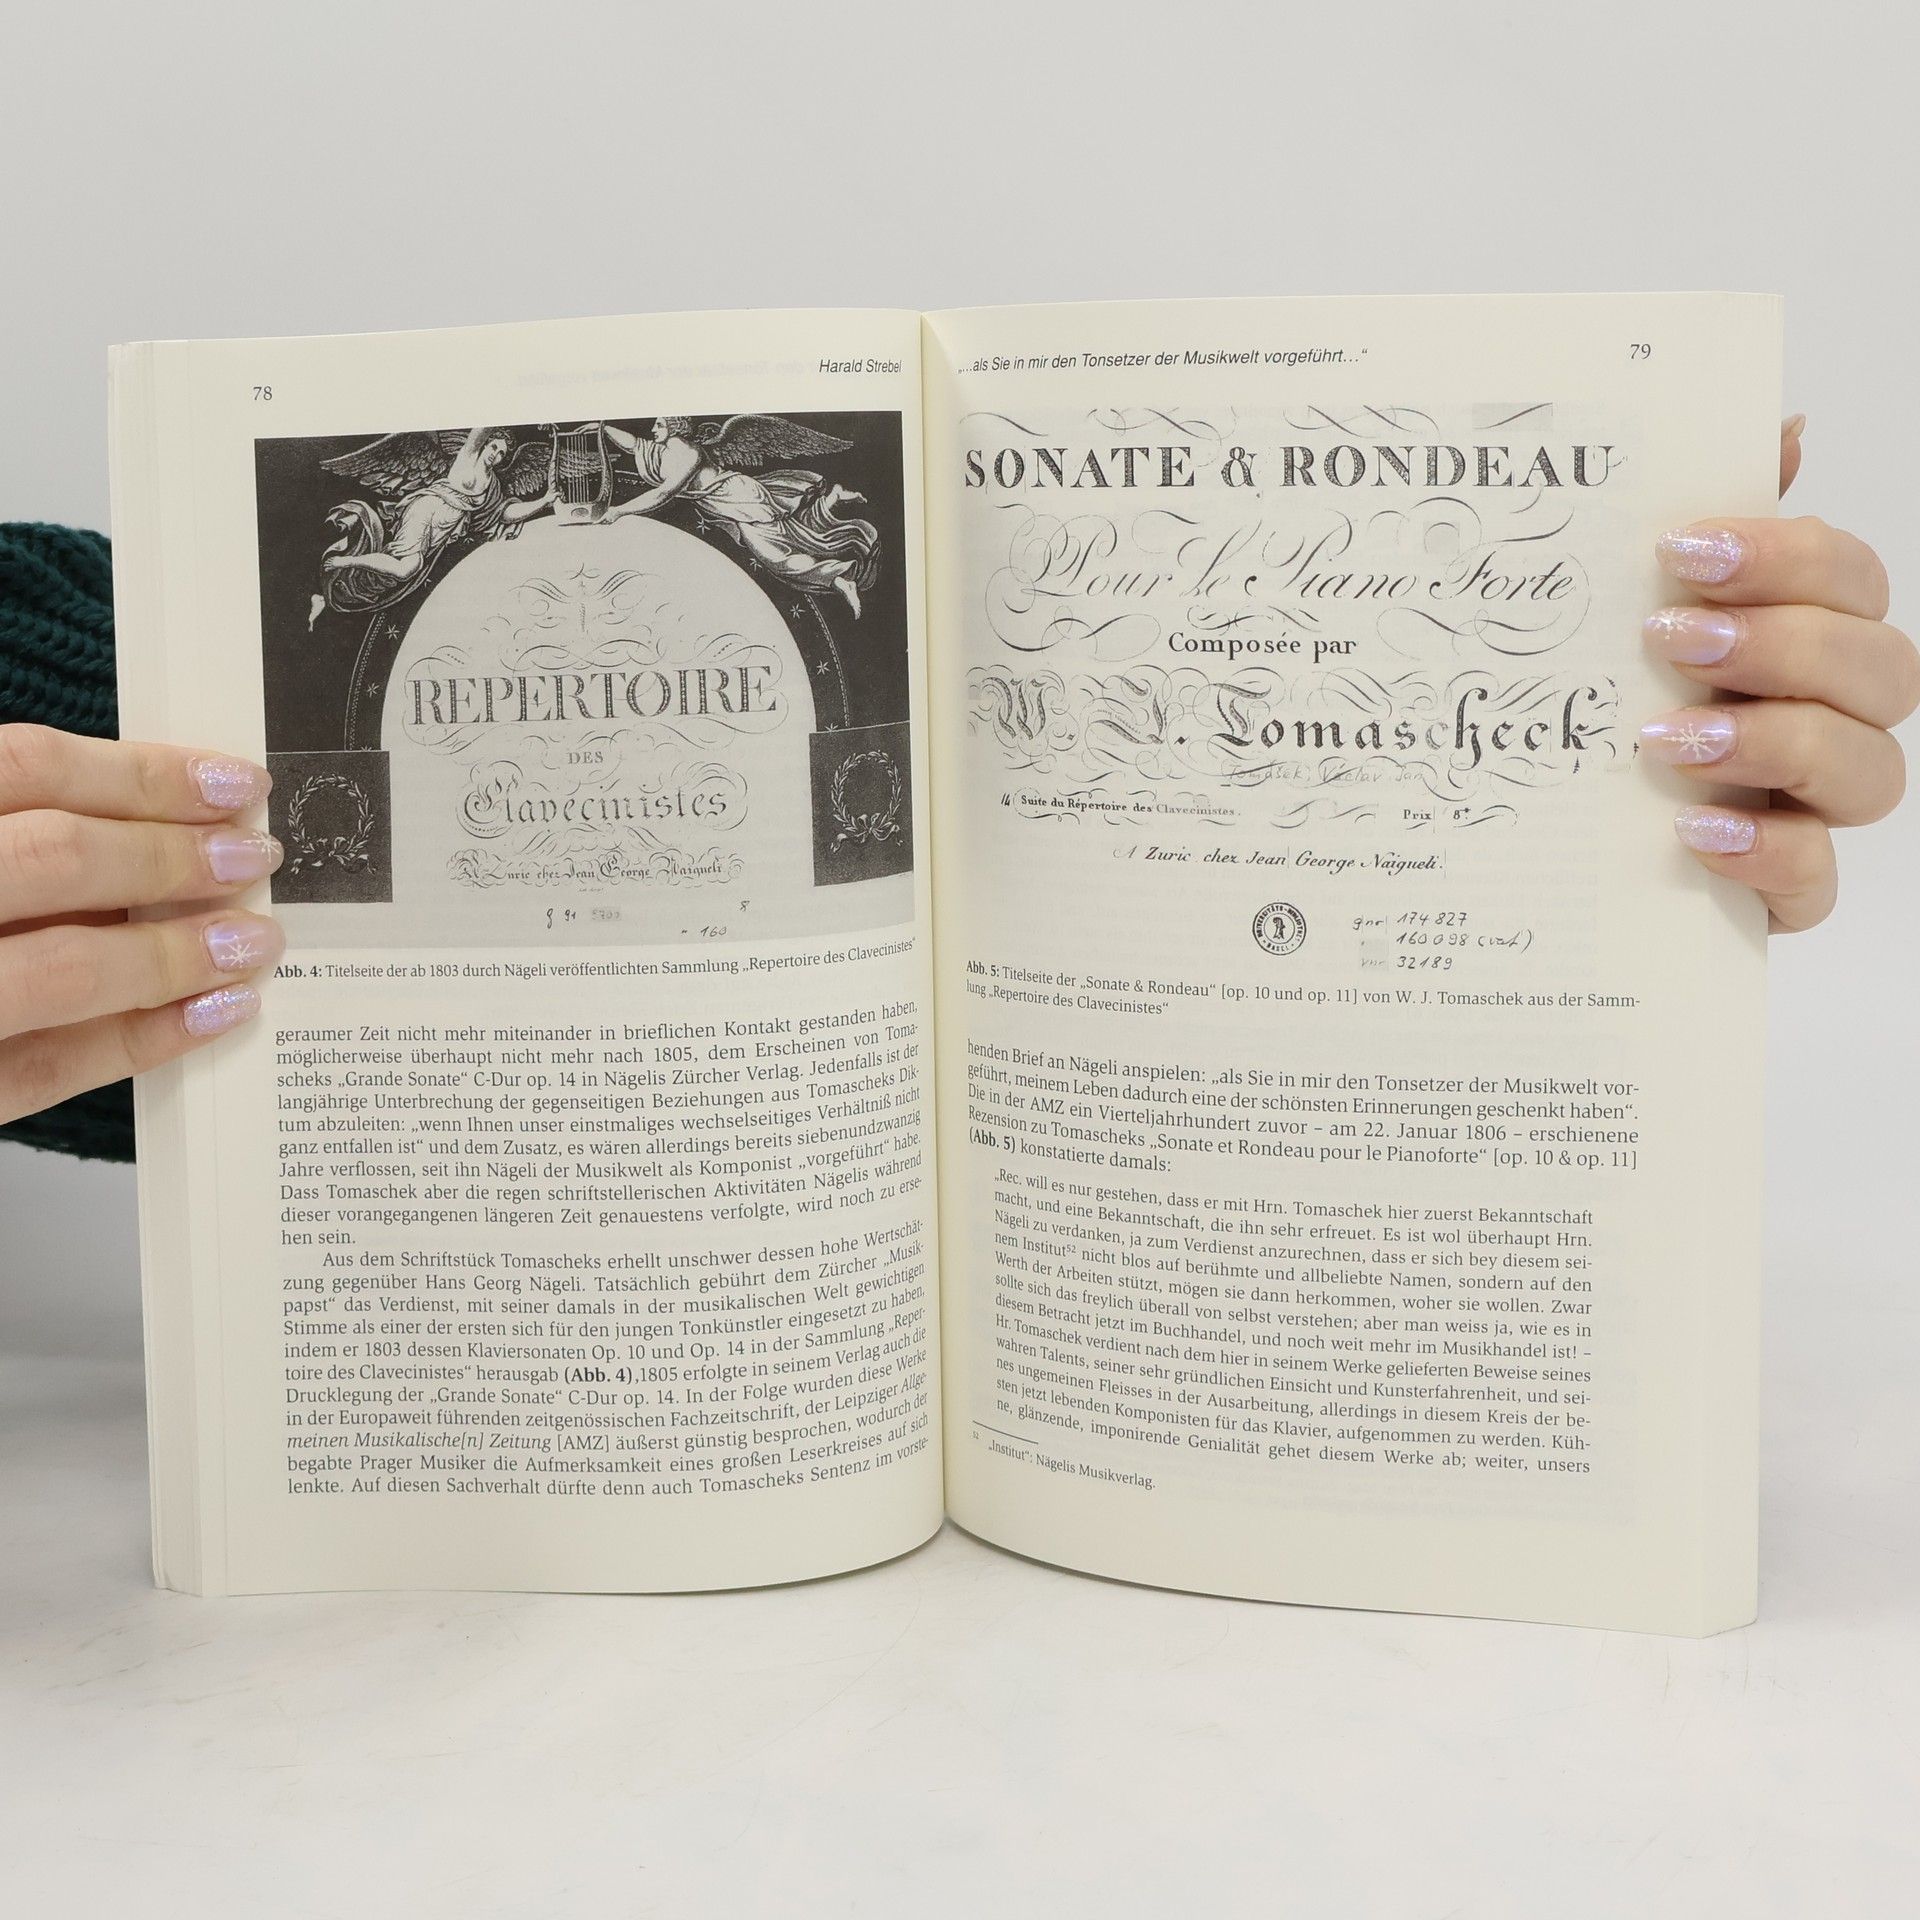 78
Harald Strebel
REPERTOIRE
DES
Clavecinistes
A Zuric chez Jean George Naigueli.
g 91 5700
8
" 160
Abb. 4: Titelseite der ab 1803 durch Nägeli veröffentlichten Sammlung „Repertoire des Clavecinistes“
geraumer Zeit nicht mehr miteinander in brieflichen Kontakt gestanden haben,
möglicherweise überhaupt nicht mehr nach 1805, dem Erscheinen von Toma-
scheks „Grande Sonate“ C-Dur op. 14 in Nägelis Zürcher Verlag. Jedenfalls ist der
langjährige Unterbrechung der gegenseitigen Beziehungen aus Tomascheks Dik-
tum abzuleiten: „wenn Ihnen unser einstmaliges wechselseitiges Verhältniß nicht
ganz entfallen ist“ und dem Zusatz, es wären allerdings bereits siebenundzwanzig
Jahre verflossen, seit ihn Nägeli der Musikwelt als Komponist „vorgeführt“ habe.
Dass Tomaschek aber die regen schriftstellerischen Aktivitäten Nägelis während
dieser vorangegangenen längeren Zeit genauestens verfolgte, wird noch zu erse-
hen sein.
Aus dem Schriftstück Tomascheks erhellt unschwer dessen hohe Wertschät-
zung gegenüber Hans Georg Nägeli. Tatsächlich gebührt dem Zürcher „Musik-
papst“ das Verdienst, mit seiner damals in der musikalischen Welt gewichtigen
Stimme als einer der ersten sich für den jungen Tonkünstler eingesetzt zu haben,
indem er 1803 dessen Klaviersonaten Op. 10 und Op. 14 in der Sammlung „Reper-
toire des Clavecinistes“ herausgab (Abb. 4),1805 erfolgte in seinem Verlag auch die
Drucklegung der „Grande Sonate“ C-Dur op. 14. In der Folge wurden diese Werke
in der Europaweit führenden zeitgenössischen Fachzeitschrift, der Leipziger Allge-
meinen Musikalische[n] Zeitung [AMZ] äußerst günstig besprochen, wodurch der
begabte Prager Musiker die Aufmerksamkeit eines großen Leserkreises auf sich
lenkte. Auf diesen Sachverhalt dürfte denn auch Tomascheks Sentenz im vorste-
„...als Sie in mir den Tonsetzer der Musikwelt vorgeführt...“
79
SONATE & RONDEAU
Pour le Piano Forte
Composée par
W. J. Tomascheck
Tomášek, Václav Jan
14 Suite du Répertoire des Clavecinistes.
Prix 8
A Zuric chez Jean George Naigueli.
UNIVERSITÄTS-BIBLIOTHEK BASEL
gnr 174 827
160 098 (vol)
vnr 32189
Abb. 5: Titelseite der „Sonate & Rondeau“ [op. 10 und op. 11] von W. J. Tomaschek aus der Samm-
lung „Repertoire des Clavecinistes“
henden Brief an Nägeli anspielen: „als Sie in mir den Tonsetzer der Musikwelt vor-
geführt, meinem Leben dadurch eine der schönsten Erinnerungen geschenkt haben“.
Die in der AMZ ein Vierteljahrhundert zuvor – am 22. Januar 1806 – erschienene
Rezension zu Tomascheks „Sonate et Rondeau pour le Pianoforte“ [op. 10 & op. 11]
(Abb. 5) konstatierte damals:
„Rec. will es nur gestehen, dass er mit Hrn. Tomaschek hier zuerst Bekanntschaft
macht, und eine Bekanntschaft, die ihn sehr erfreuet. Es ist wol überhaupt Hrn.
Nägeli zu verdanken, ja zum Verdienst anzurechnen, dass er sich bey diesem sei-
nem Institut52 nicht blos auf berühmte und allbeliebte Namen, sondern auf den
Werth der Arbeiten stützt, mögen sie dann herkommen, woher sie wollen. Zwar
sollte sich das freylich überall von selbst verstehen; aber man weiss ja, wie es in
diesem Betracht jetzt im Buchhandel, und noch weit mehr im Musikhandel ist! –
Hr. Tomaschek verdient nach dem hier in seinem Werke gelieferten Beweise seines
wahren Talents, seiner sehr gründlichen Einsicht und Kunsterfahrenheit, und sei-
nes ungemeinen Fleisses in der Ausarbeitung, allerdings in diesem Kreis der be-
sten jetzt lebenden Komponisten für das Klavier, aufgenommen zu werden. Küh-
ne, glänzende, imponirende Genialität gehet diesem Werke ab; weiter, unsers
52 „Institut“: Nägelis Musikverlag.